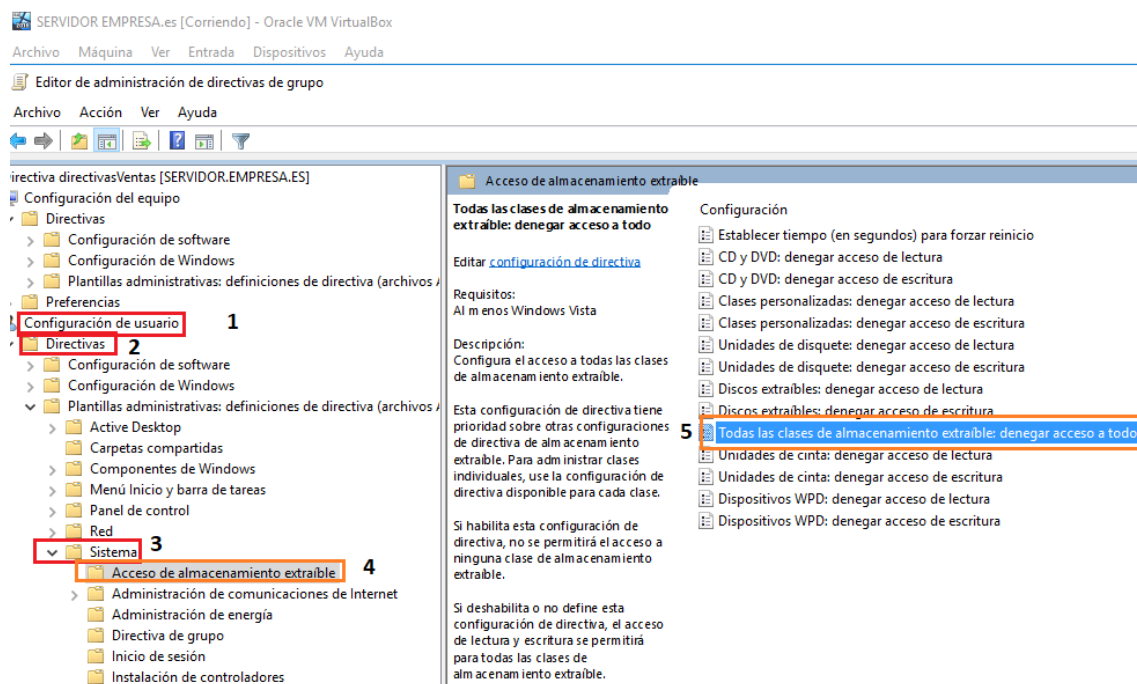 SERVIDOR EMPRESA.es [Corriendo] - Oracle VM VirtualBox
Archivo Máquina Ver Entrada Dispositivos Ayuda
Editor de administración de directivas de grupo
Archivo Acción Ver Ayuda
irectiva directivasVentas [SERVIDOR.EMPRESA.ES]
Configuración del equipo
Directivas
Configuración de software
Configuración de Windows
Plantillas administrativas: definiciones de directiva (archivos
Preferencias
Configuración de usuario 1
Directivas 2
Configuración de software
Configuración de Windows
Plantillas administrativas: definiciones de directiva (archivos
Active Desktop
Carpetas compartidas
Componentes de Windows
Menú Inicio y barra de tareas
Panel de control
Red
Sistema 3
Acceso de almacenamiento extraíble 4
Administración de comunicaciones de Internet
Administración de energía
Directiva de grupo
Inicio de sesión
Instalación de controladores
Acceso de almacenamiento extraíble
Todas las clases de almacenamiento
extraíble: denegar acceso a todo
Editar configuración de directiva
Requisitos:
Al menos Windows Vista
Descripción:
Configura el acceso a todas las clases
de almacenamiento extraíble.
Esta configuración de directiva tiene
prioridad sobre otras configuraciones
de directiva de almacenamiento
extraíble. Para administrar clases
individuales, use la configuración de
directiva disponible para cada clase.
Si habilita esta configuración de
directiva, no se permitirá el acceso a
ninguna clase de almacenamiento
extraíble.
Si deshabilita o no define esta
configuración de directiva, el acceso
de lectura y escritura se permitirá
para todas las clases de
almacenamiento extraíble.
Configuración
Establecer tiempo (en segundos) para forzar reinicio
CD y DVD: denegar acceso de lectura
CD y DVD: denegar acceso de escritura
Clases personalizadas: denegar acceso de lectura
Clases personalizadas: denegar acceso de escritura
Unidades de disquete: denegar acceso de lectura
Unidades de disquete: denegar acceso de escritura
Discos extraíbles: denegar acceso de lectura
Discos extraíbles: denegar acceso de escritura
5 Todas las clases de almacenamiento extraíble: denegar acceso a todo
Unidades de cinta: denegar acceso de lectura
Unidades de cinta: denegar acceso de escritura
Dispositivos WPD: denegar acceso de lectura
Dispositivos WPD: denegar acceso de escritura